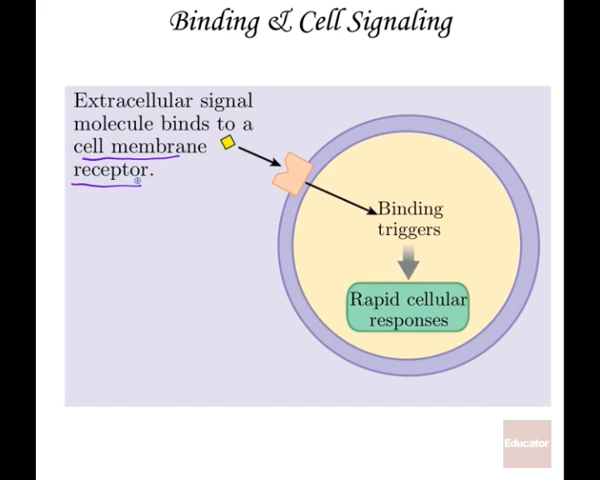 Binding & Cell Signaling
Extracellular signal
molecule binds to a
cell membrane
receptor.
Binding
triggers
Rapid cellular
responses
Educator